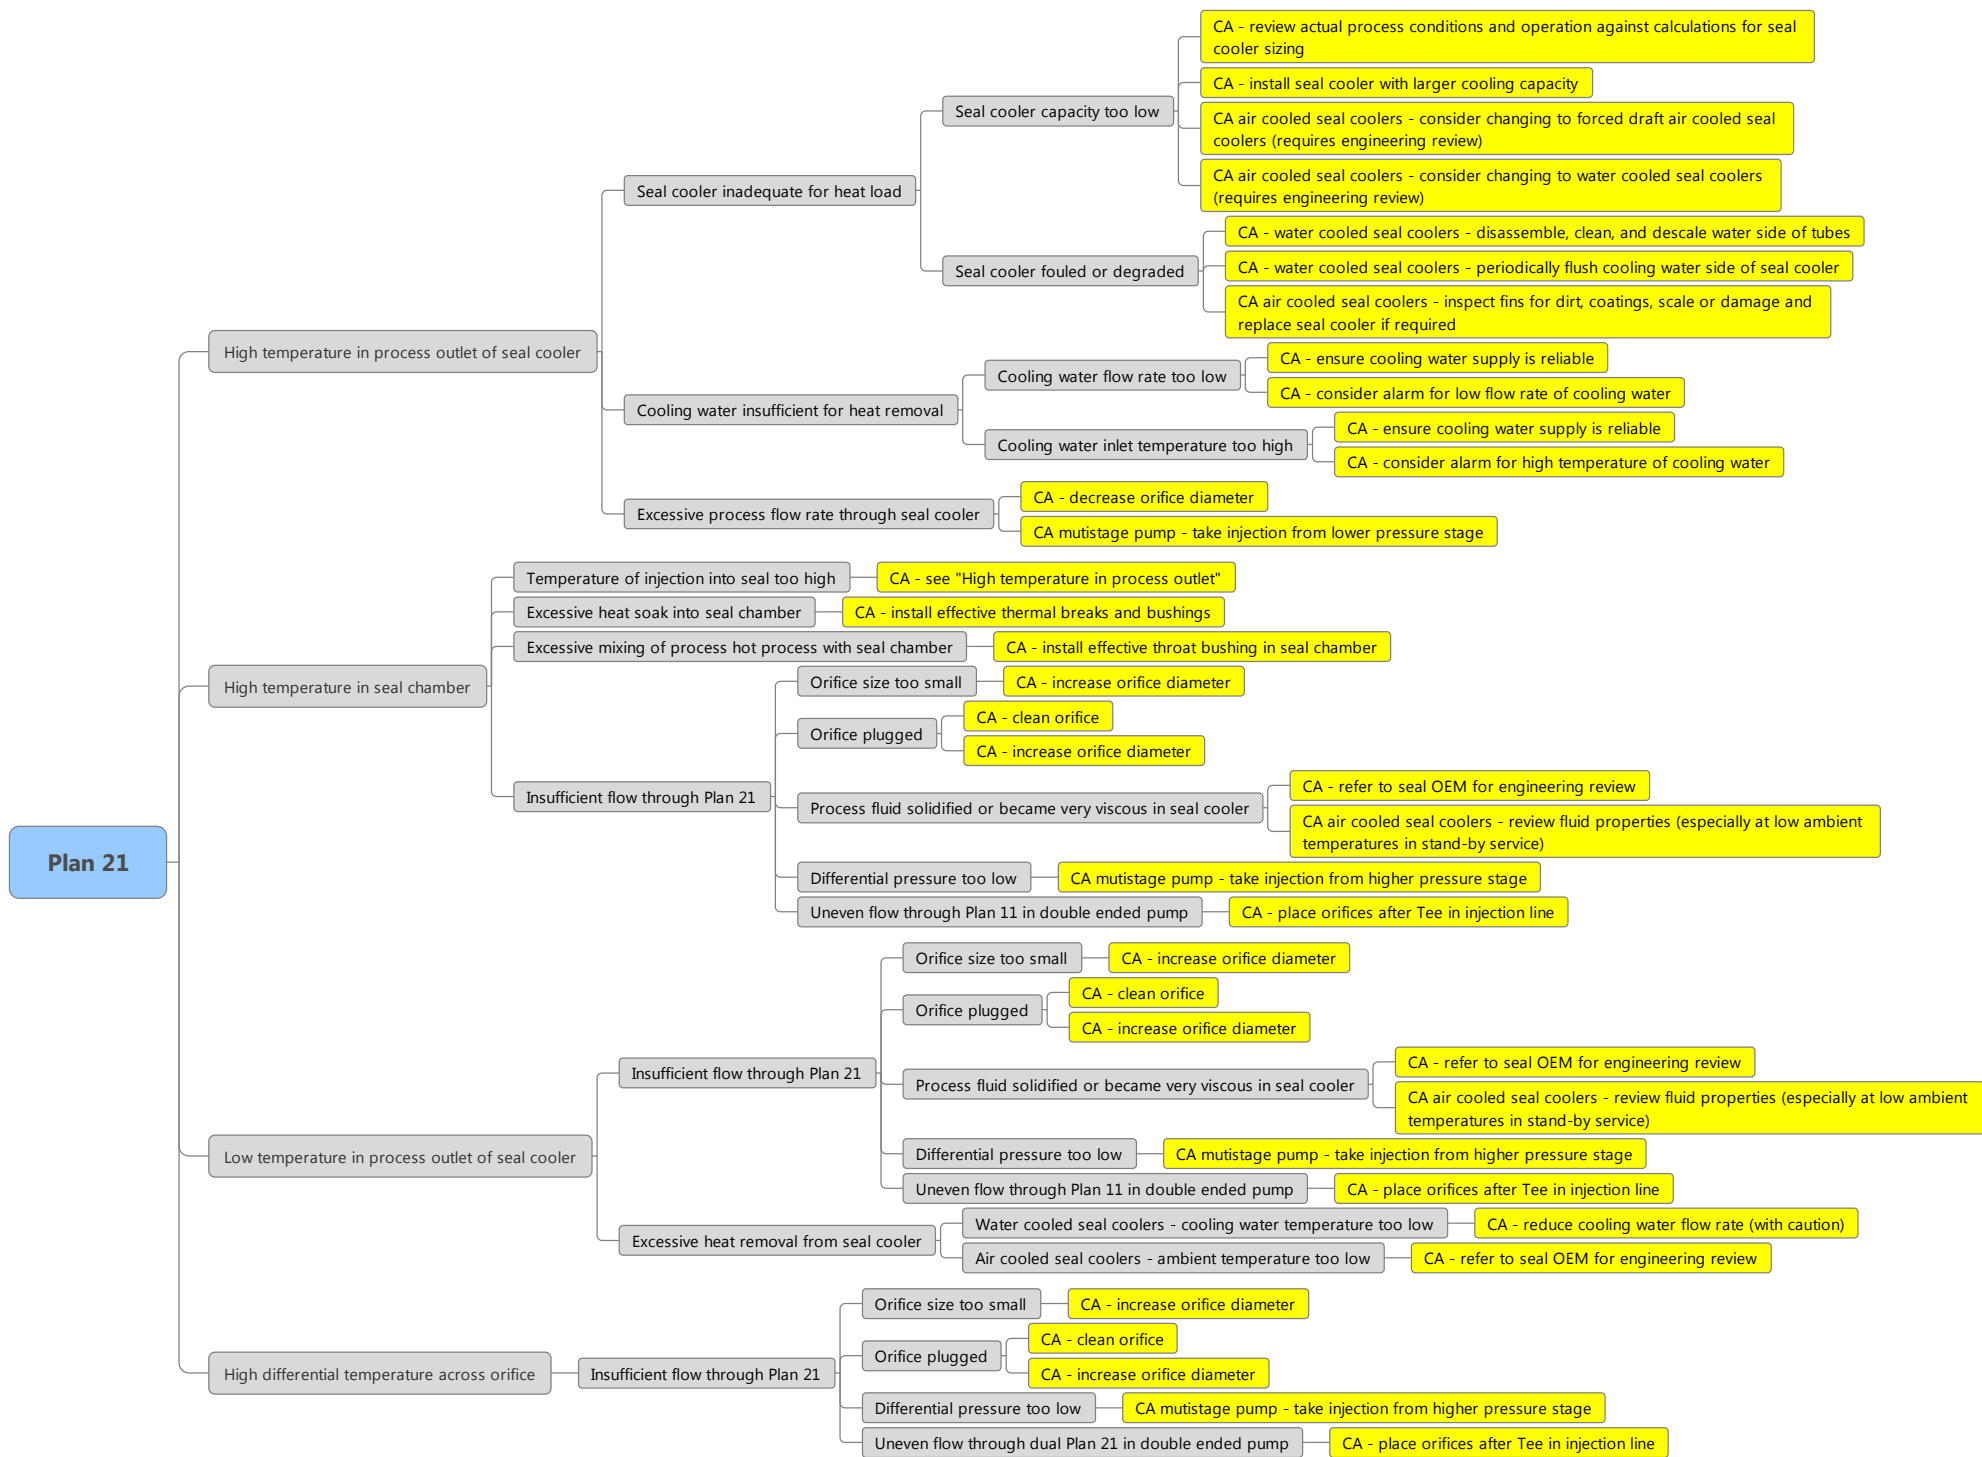 CA - review actual process conditions and operation against calculations for seal
cooler sizing
CA - install seal cooler with larger cooling capacity
Seal cooler capacity too low
CA air cooled seal coolers - consider changing to forced draft air cooled seal
coolers (requires engineering review)
CA air cooled seal coolers - consider changing to water cooled seal coolers
(requires engineering review)
Seal cooler inadequate for heat load
CA - water cooled seal coolers - disassemble, clean, and descale water side of tubes
Seal cooler fouled or degraded
CA - water cooled seal coolers - periodically flush cooling water side of seal cooler
CA air cooled seal coolers - inspect fins for dirt, coatings, scale or damage and
replace seal cooler if required
High temperature in process outlet of seal cooler
Cooling water flow rate too low
CA - ensure cooling water supply is reliable
CA - consider alarm for low flow rate of cooling water
Cooling water insufficient for heat removal
Cooling water inlet temperature too high
CA - ensure cooling water supply is reliable
CA - consider alarm for high temperature of cooling water
Excessive process flow rate through seal cooler
CA - decrease orifice diameter
CA mutistage pump - take injection from lower pressure stage
Temperature of injection into seal too high
CA - see "High temperature in process outlet"
Excessive heat soak into seal chamber
CA - install effective thermal breaks and bushings
Excessive mixing of process hot process with seal chamber
CA - install effective throat bushing in seal chamber
High temperature in seal chamber
Orifice size too small
CA - increase orifice diameter
Orifice plugged
CA - clean orifice
CA - increase orifice diameter
Insufficient flow through Plan 21
Process fluid solidified or became very viscous in seal cooler
CA - refer to seal OEM for engineering review
CA air cooled seal coolers - review fluid properties (especially at low ambient
temperatures in stand-by service)
Differential pressure too low
CA mutistage pump - take injection from higher pressure stage
Uneven flow through Plan 11 in double ended pump
CA - place orifices after Tee in injection line
Plan 21
Orifice size too small
CA - increase orifice diameter
Orifice plugged
CA - clean orifice
CA - increase orifice diameter
Insufficient flow through Plan 21
Process fluid solidified or became very viscous in seal cooler
CA - refer to seal OEM for engineering review
CA air cooled seal coolers - review fluid properties (especially at low ambient
temperatures in stand-by service)
Differential pressure too low
CA mutistage pump - take injection from higher pressure stage
Low temperature in process outlet of seal cooler
Uneven flow through Plan 11 in double ended pump
CA - place orifices after Tee in injection line
Excessive heat removal from seal cooler
Water cooled seal coolers - cooling water temperature too low
CA - reduce cooling water flow rate (with caution)
Air cooled seal coolers - ambient temperature too low
CA - refer to seal OEM for engineering review
Orifice size too small
CA - increase orifice diameter
Orifice plugged
CA - clean orifice
CA - increase orifice diameter
High differential temperature across orifice
Insufficient flow through Plan 21
Differential pressure too low
CA mutistage pump - take injection from higher pressure stage
Uneven flow through dual Plan 21 in double ended pump
CA - place orifices after Tee in injection line